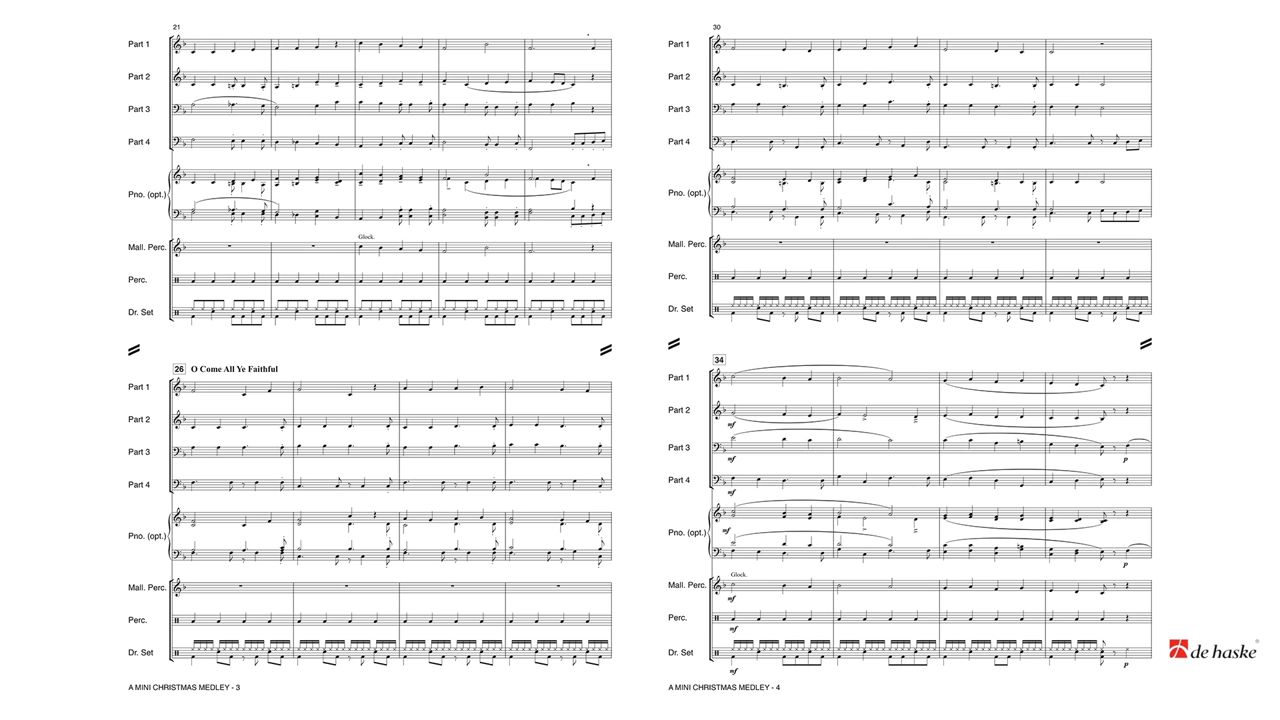 21
Part 1
Part 2
Part 3
Part 4
Pno. (opt.)
Mall. Perc.
Glock.
Perc.
Dr. Set
26 O Come All Ye Faithful
Part 1
Part 2
Part 3
Part 4
Pno. (opt.)
Mall. Perc.
Perc.
Dr. Set
A MINI CHRISTMAS MEDLEY - 3
30
Part 1
Part 2
Part 3
Part 4
Pno. (opt.)
Mall. Perc.
Perc.
Dr. Set
34
Part 1
Part 2
mf
Part 3
mf
p
Part 4
mf
Pno. (opt.)
mf
p
Glock.
Mall. Perc.
mf
Perc.
mf
Dr. Set
mf
p
A MINI CHRISTMAS MEDLEY - 4
de haske®